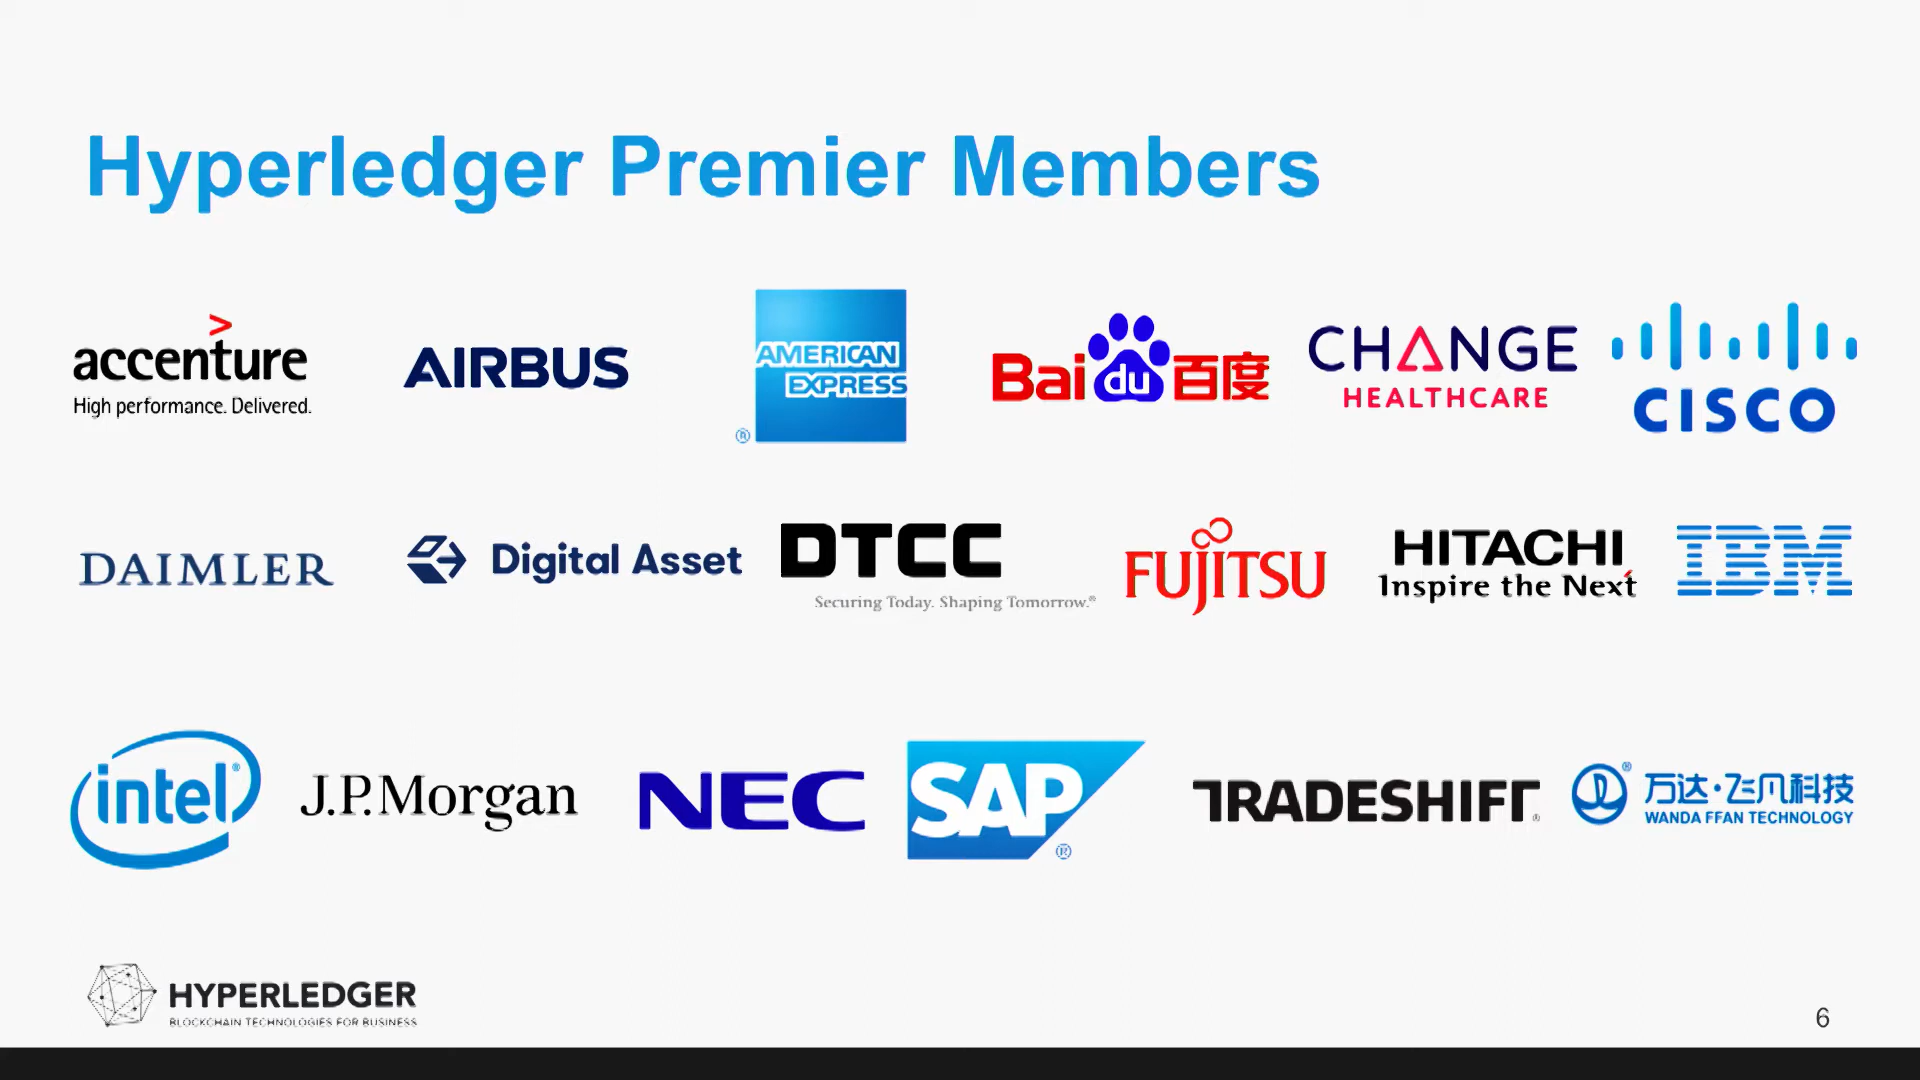 Hyperledger Premier Members
accenture
High performance. Delivered.
AIRBUS
AMERICAN
EXPRESS
®
Bai du 百度
CHANGE
HEALTHCARE
CISCO
DAIMLER
Digital Asset
DTCC
Securing Today. Shaping Tomorrow.®
FUJITSU
HITACHI
Inspire the Next
IBM
intel®
J.P.Morgan
NEC
SAP
®
TRADESHIFT®
® 万达·飞凡科技
WANDA FFAN TECHNOLOGY
HYPERLEDGER
BLOCKCHAIN TECHNOLOGIES FOR BUSINESS
6